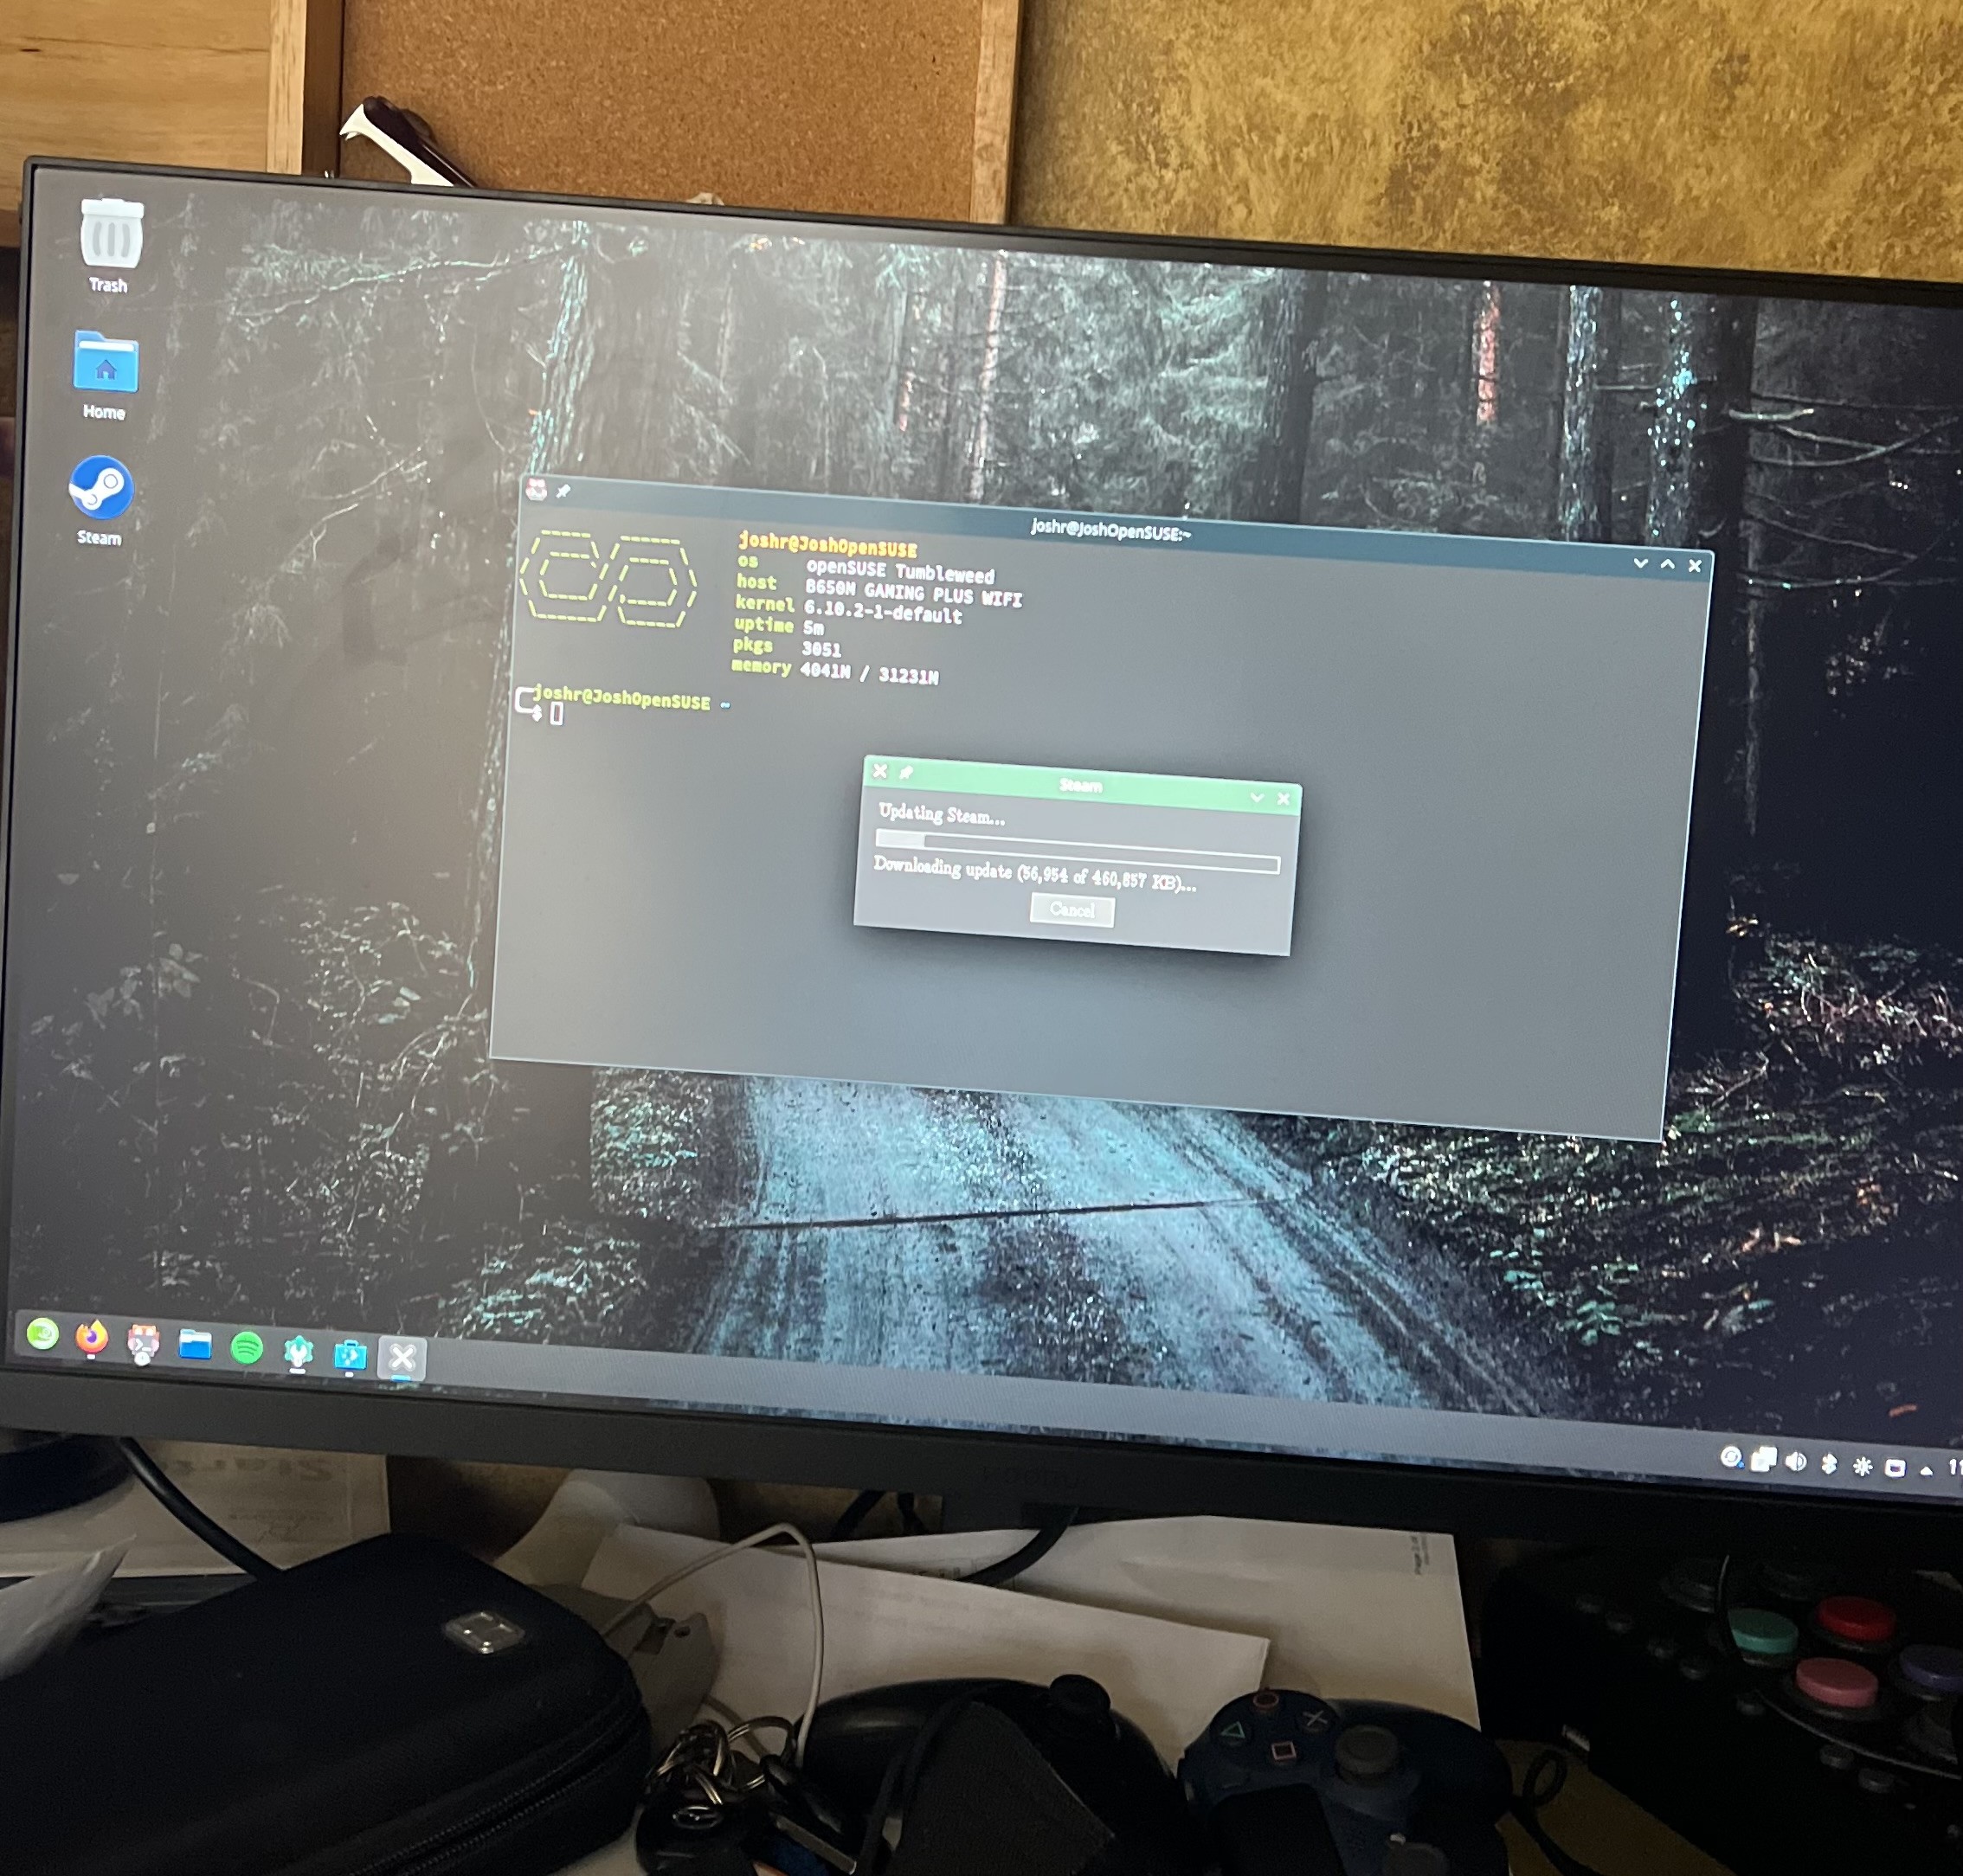 Trash
Home
Steam
joshr@JoshOpenSUSE:~
joshr@JoshOpenSUSE
os openSUSE Tumbleweed
host B650M GAMING PLUS WIFI
kernel 6.10.2-1-default
uptime 5m
pkgs 3051
memory 4041M / 31231M
joshr@JoshOpenSUSE ~
$
Steam
Updating Steam...
Downloading update (56,954 of 460,857 KB)...
Cancel
11